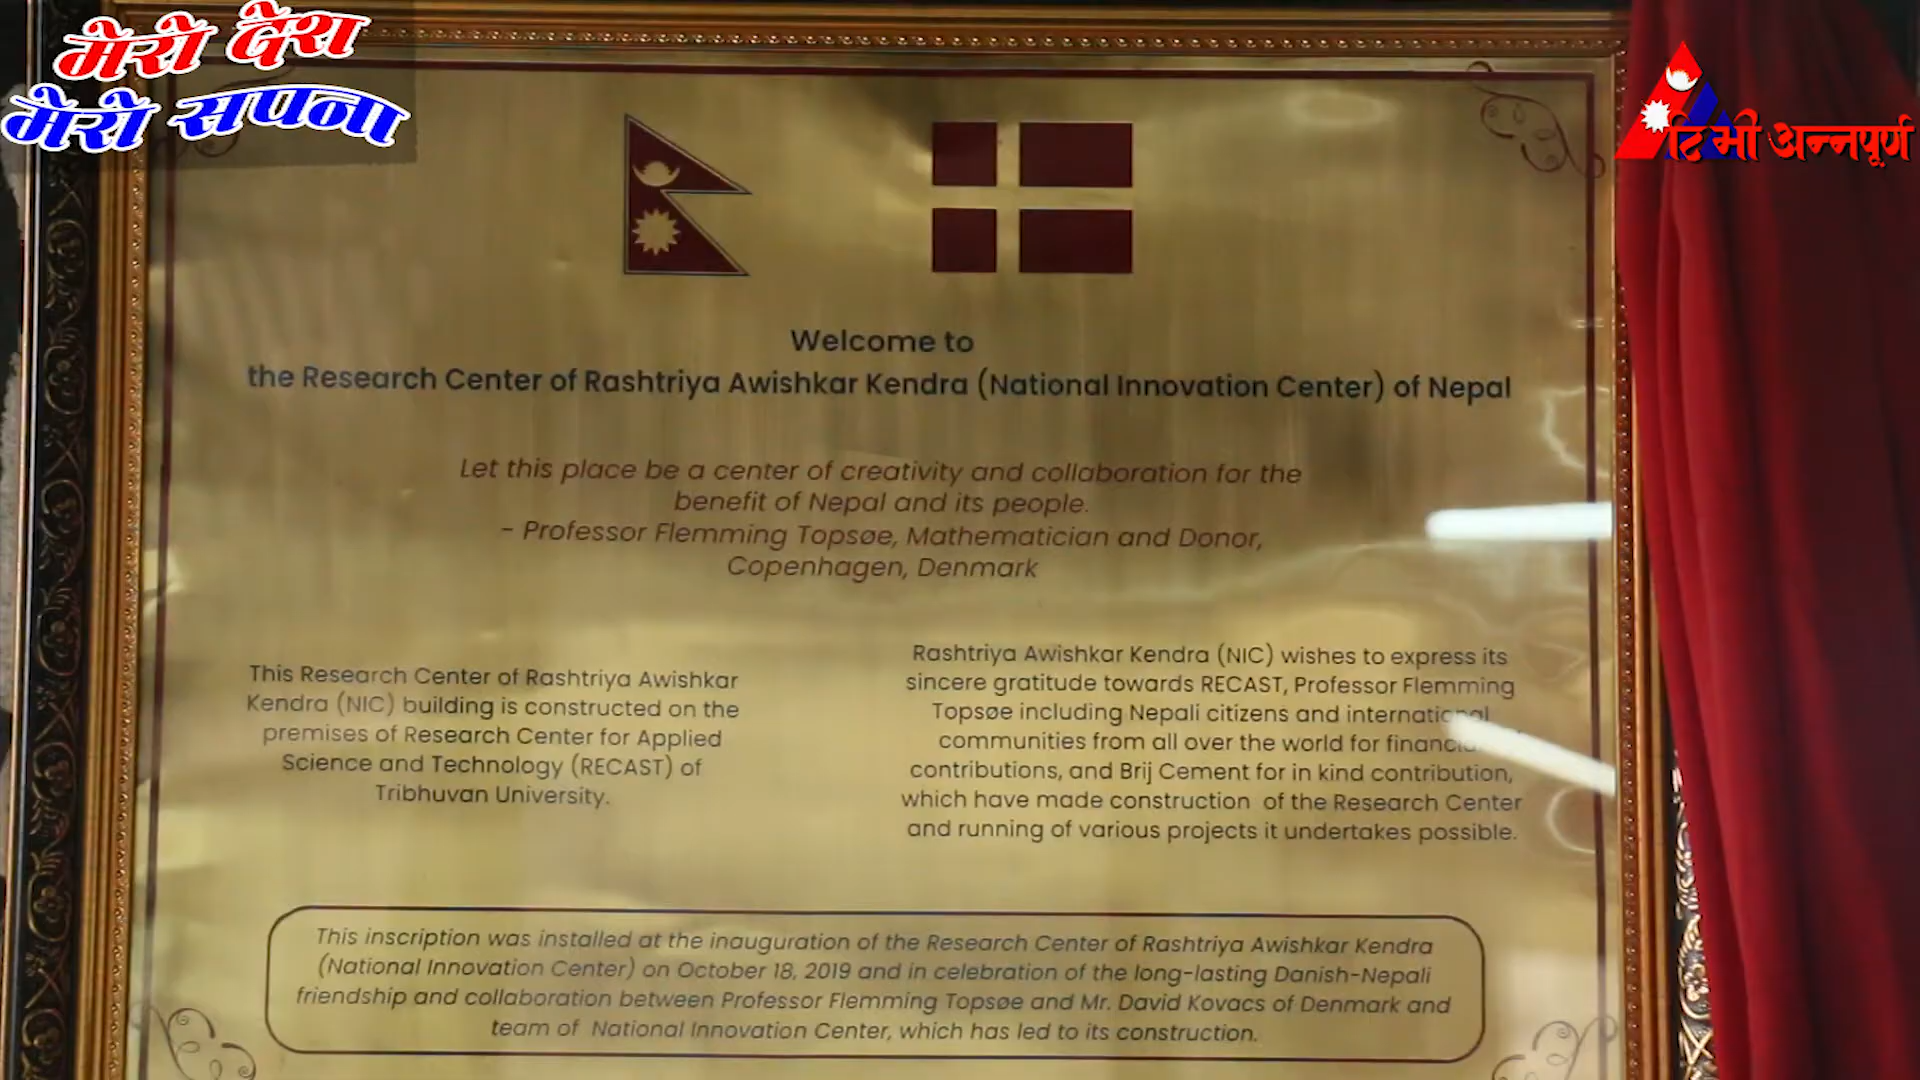 मेरो देश
मेरो सपना
टिभी अन्नपूर्ण
Welcome to
the Research Center of Rashtriya Awishkar Kendra (National Innovation Center) of Nepal
Let this place be a center of creativity and collaboration for the
benefit of Nepal and its people.
- Professor Flemming Topsøe, Mathematician and Donor,
Copenhagen, Denmark
This Research Center of Rashtriya Awishkar
Kendra (NIC) building is constructed on the
premises of Research Center for Applied
Science and Technology (RECAST) of
Tribhuvan University.
Rashtriya Awishkar Kendra (NIC) wishes to express its
sincere gratitude towards RECAST, Professor Flemming
Topsøe including Nepali citizens and international
communities from all over the world for financial
contributions, and Brij Cement for in kind contribution,
which have made construction of the Research Center
and running of various projects it undertakes possible.
This inscription was installed at the inauguration of the Research Center of Rashtriya Awishkar Kendra
(National Innovation Center) on October 18, 2019 and in celebration of the long-lasting Danish-Nepali
friendship and collaboration between Professor Flemming Topsøe and Mr. David Kovacs of Denmark and
team of National Innovation Center, which has led to its construction.